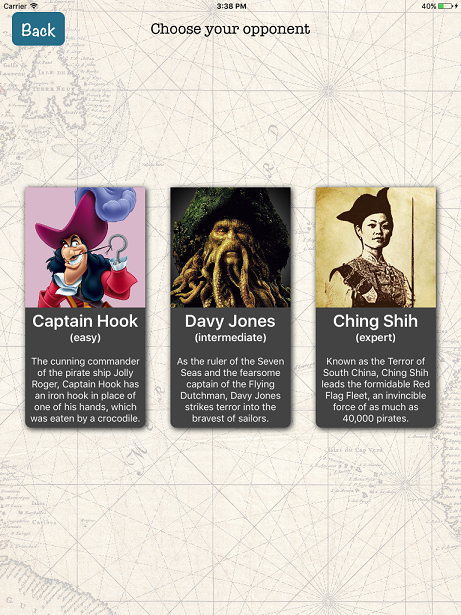 Carrier 3:38 PM 40%
Back
Choose your opponent
Captain Hook
(easy)
The cunning commander
of the pirate ship Jolly
Roger, Captain Hook has
an iron hook in place of
one of his hands, which
was eaten by a crocodile.
Davy Jones
(intermediate)
As the ruler of the Seven
Seas and the fearsome
captain of the Flying
Dutchman, Davy Jones
strikes terror into the
bravest of sailors.
Ching Shih
(expert)
Known as the Terror of
South China, Ching Shih
leads the formidable Red
Flag Fleet, an invincible
force of as much as
40,000 pirates.